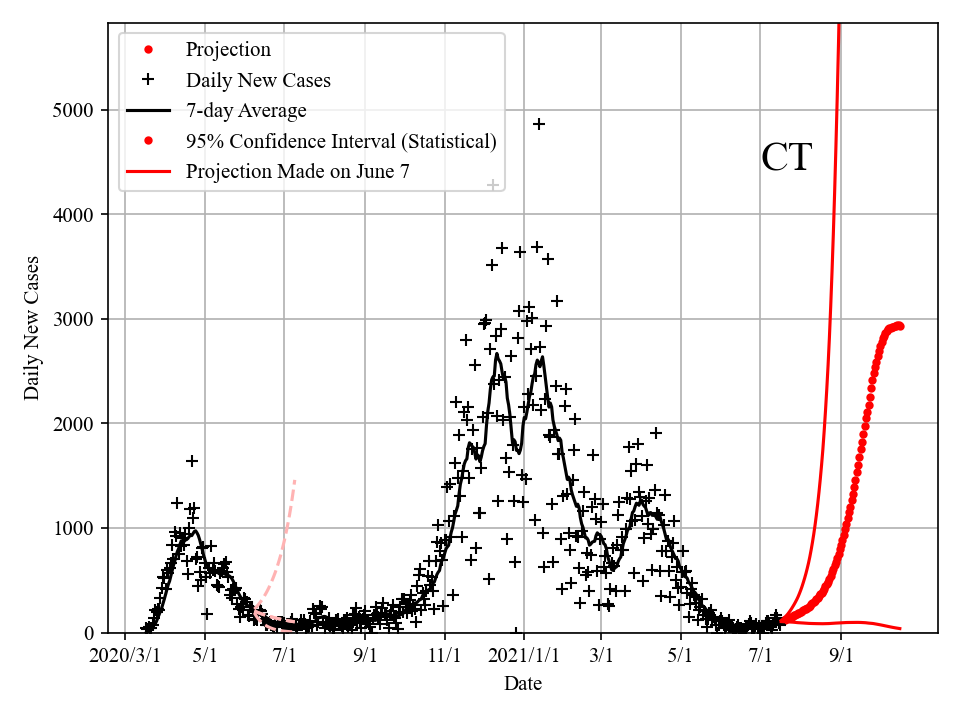 Projection
Daily New Cases
7-day Average
95% Confidence Interval (Statistical)
Projection Made on June 7
CT
Daily New Cases
5000
4000
3000
2000
1000
0
2020/3/1 5/1 7/1 9/1 11/1 2021/1/1 3/1 5/1 7/1 9/1
Date